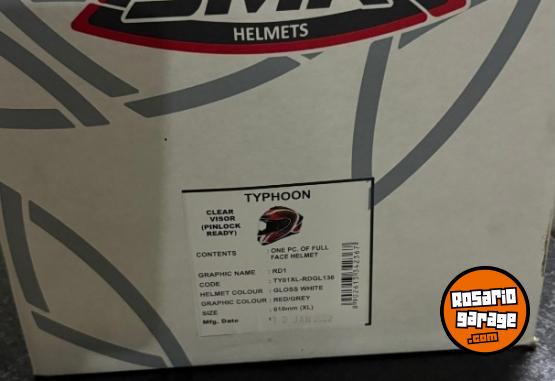 HELMETS
TYPHOON
CLEAR
VISOR
(PINLOCK
READY)
CONTENTS : ONE PC. OF FULL
FACE HELMET
GRAPHIC NAME : RD1
CODE : TY01XL-RDGL136
HELMET COLOUR : GLOSS WHITE
GRAPHIC COLOUR : RED/GREY
SIZE : 610mm (XL)
Mfg. Date
Rosario
garage
.com